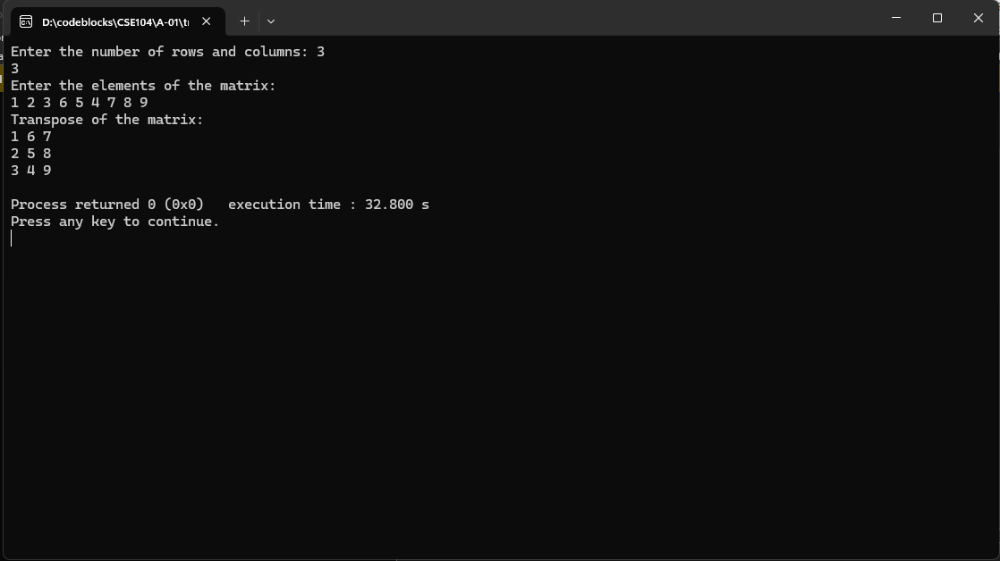 D:\codeblocks\CSE104\A-01\t
Enter the number of rows and columns: 3
3
Enter the elements of the matrix:
1 2 3 6 5 4 7 8 9
Transpose of the matrix:
1 6 7
2 5 8
3 4 9
Process returned 0 (0x0)   execution time : 32.800 s
Press any key to continue.